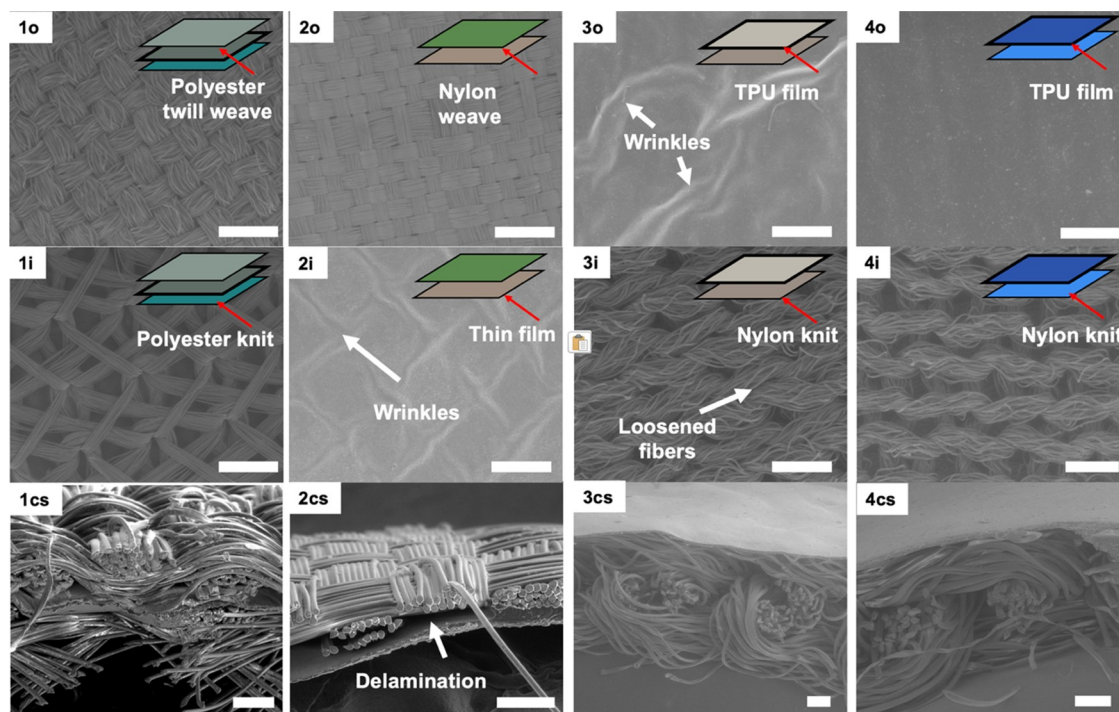 1o
Polyester
twill weave
2o
Nylon
weave
3o
TPU film
Wrinkles
4o
TPU film
1i
Polyester knit
2i
Thin film
Wrinkles
3i
Nylon knit
Loosened
fibers
4i
Nylon knit
1cs
2cs
Delamination
3cs
4cs